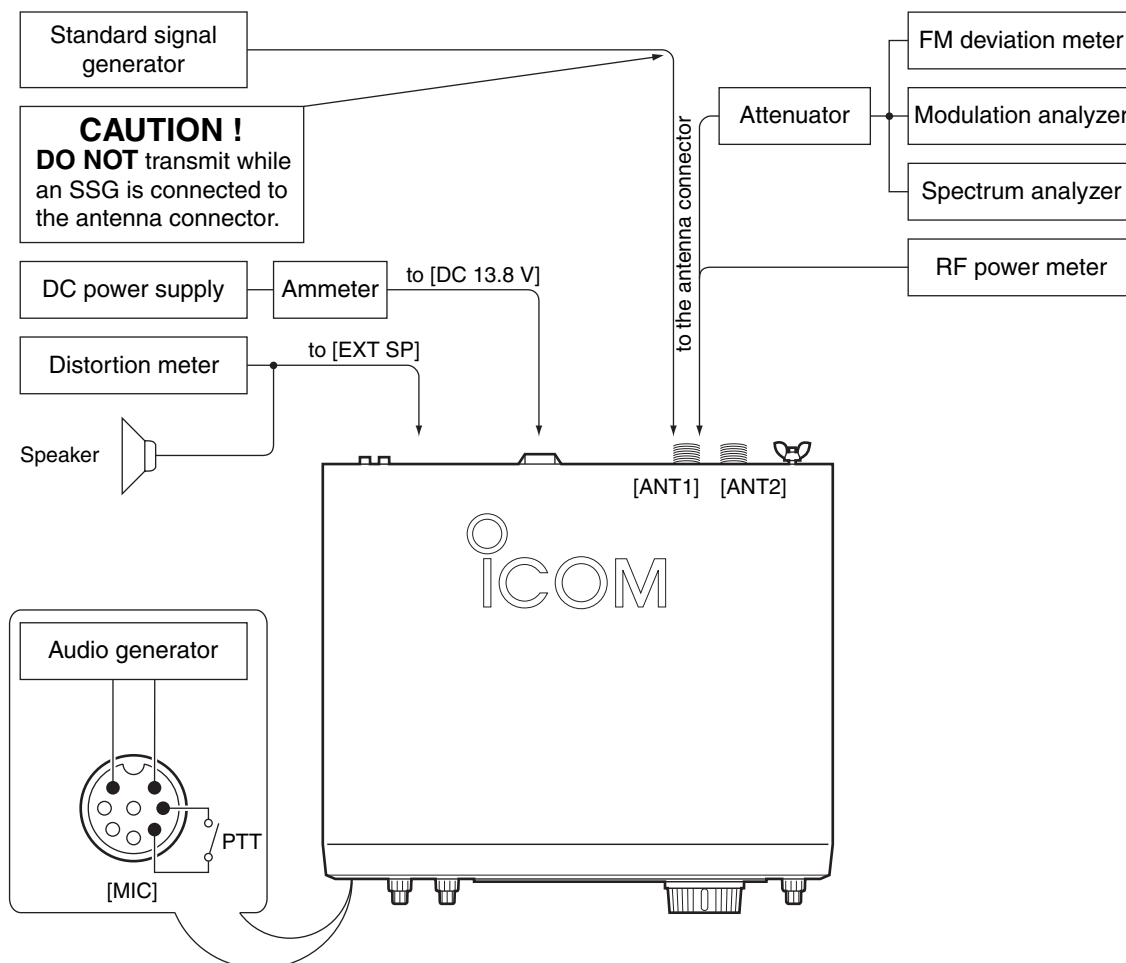 Standard signal
generator
CAUTION !
DO NOT transmit while
an SSG is connected to
the antenna connector.
DC power supply
Ammeter
to [DC 13.8 V]
Distortion meter
to [EXT SP]
Speaker
to the antenna connector
Attenuator
FM deviation meter
Modulation analyzer
Spectrum analyzer
RF power meter
[ANT1]
[ANT2]
ICOM
Audio generator
PTT
[MIC]